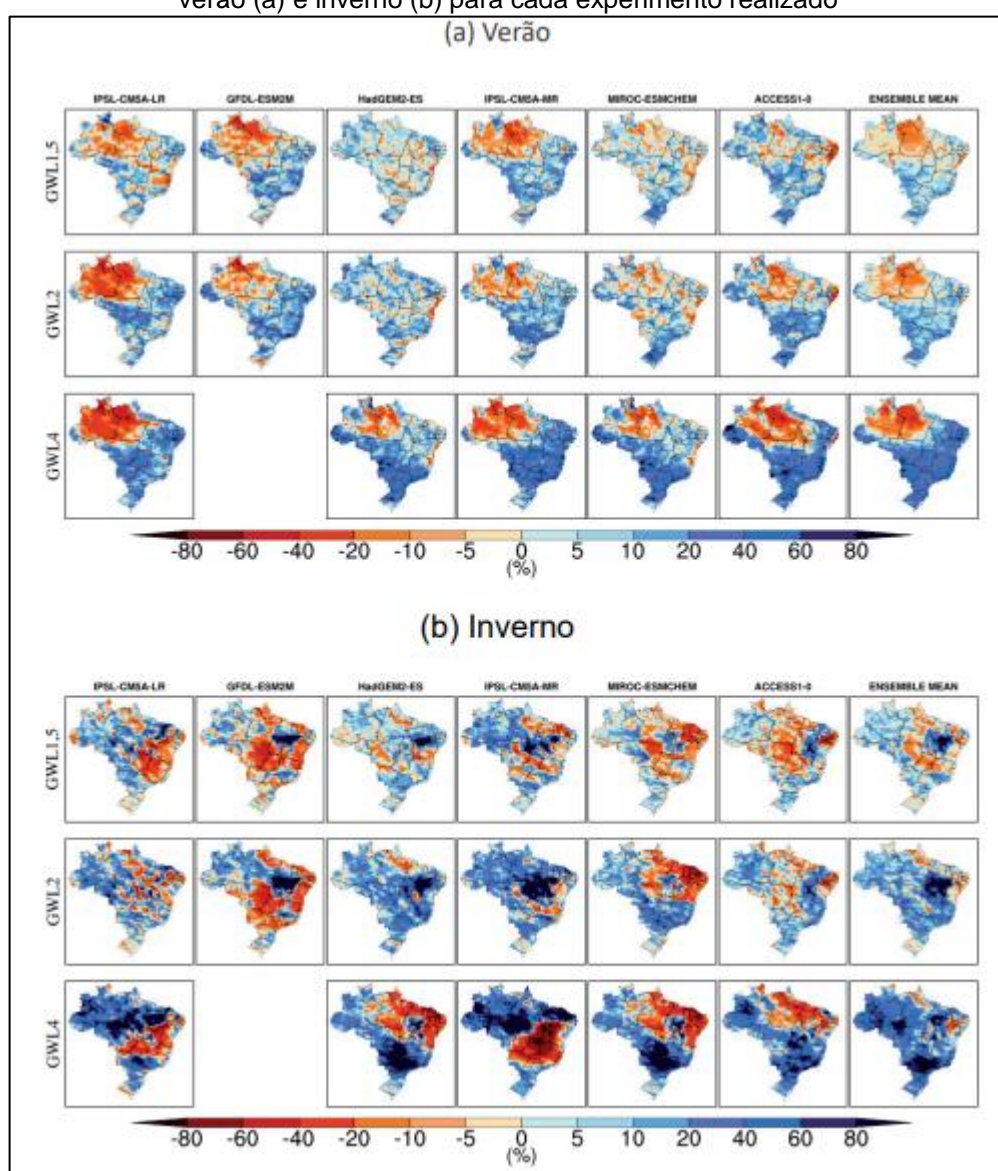 verão (a) e inverno (b) para cada experimento realizado
(a) Verão
IPSL-CM5A-LR GFDL-ESM2M HadGEM2-ES IPSL-CM5A-MR MIROC-ESMCHEM ACCESS1-0 ENSEMBLE MEAN
GWL1,5
GWL2
GWL4
-80 -60 -40 -20 -10 -5 0 5 10 20 40 60 80
(%)
(b) Inverno
IPSL-CM5A-LR GFDL-ESM2M HadGEM2-ES IPSL-CM5A-MR MIROC-ESMCHEM ACCESS1-0 ENSEMBLE MEAN
GWL1,5
GWL2
GWL4
-80 -60 -40 -20 -10 -5 0 5 10 20 40 60 80
(%)